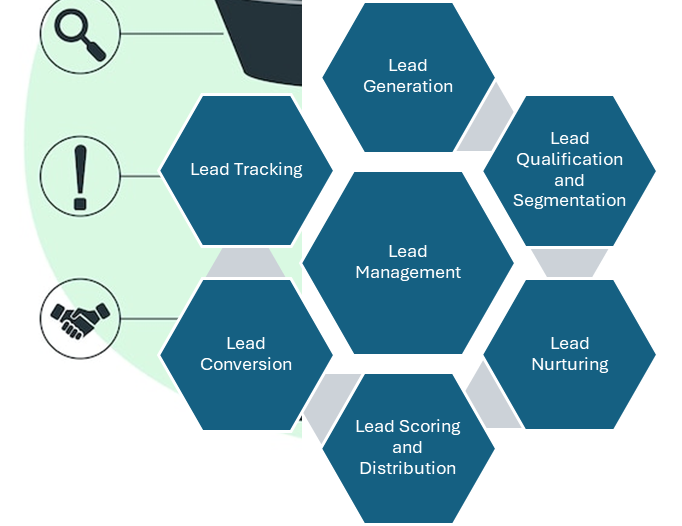 Lead
Generation
Lead
Qualification
and
Segmentation
Lead Tracking
Lead
Management
Lead
Conversion
Lead
Nurturing
Lead Scoring
and
Distribution